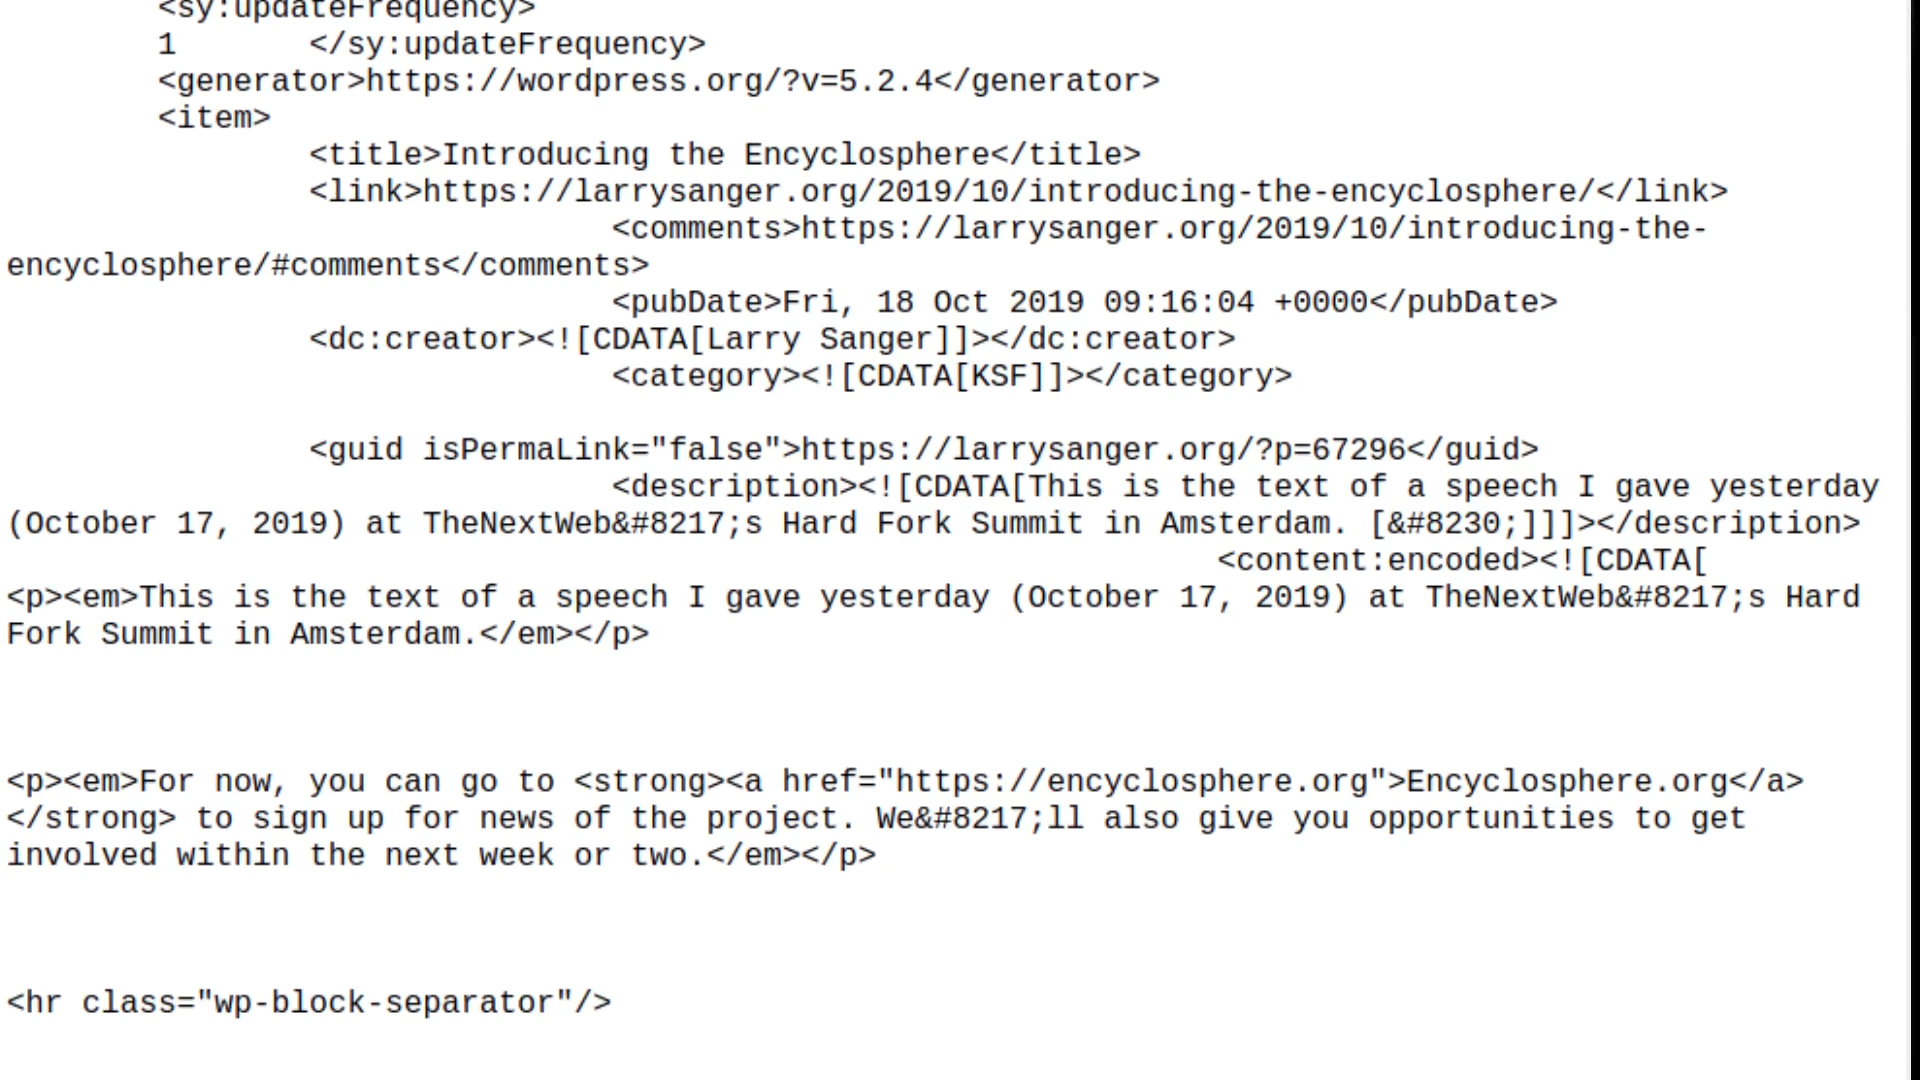 <sy:updateFrequency>
1 </sy:updateFrequency>
<generator>https://wordpress.org/?v=5.2.4</generator>
<item>
<title>Introducing the Encyclosphere</title>
<link>https://larrysanger.org/2019/10/introducing-the-encyclosphere/</link>
<comments>https://larrysanger.org/2019/10/introducing-the-
encyclosphere/#comments</comments>
<pubDate>Fri, 18 Oct 2019 09:16:04 +0000</pubDate>
<dc:creator><![CDATA[Larry Sanger]]></dc:creator>
<category><![CDATA[KSF]]></category>
<guid isPermaLink="false">https://larrysanger.org/?p=67296</guid>
<description><![CDATA[This is the text of a speech I gave yesterday
(October 17, 2019) at TheNextWeb&#8217;s Hard Fork Summit in Amsterdam. [&#8230;]]]></description>
<content:encoded><![CDATA[
<p><em>This is the text of a speech I gave yesterday (October 17, 2019) at TheNextWeb&#8217;s Hard
Fork Summit in Amsterdam.</em></p>
<p><em>For now, you can go to <strong><a href="https://encyclosphere.org">Encyclosphere.org</a>
</strong> to sign up for news of the project. We&#8217;ll also give you opportunities to get
involved within the next week or two.</em></p>
<hr class="wp-block-separator"/>